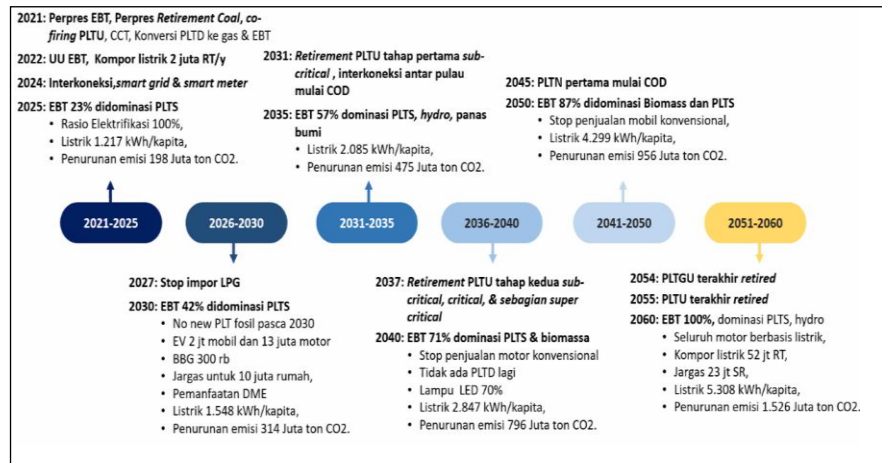 2021: Perpres EBT, Perpres Retirement Coal, co-
firing PLTU, CCT, Konversi PLTD ke gas & EBT
2022: UU EBT, Kompor listrik 2 juta RT/y
2024: Interkoneksi,smart grid & smart meter
2025: EBT 23% didominasi PLTS
• Rasio Elektrifikasi 100%,
• Listrik 1.217 kWh/kapita,
• Penurunan emisi 198 Juta ton CO2.
2031: Retirement PLTU tahap pertama sub-
critical , interkoneksi antar pulau
mulai COD
2035: EBT 57% dominasi PLTS, hydro, panas
bumi
• Listrik 2.085 kWh/kapita,
• Penurunan emisi 475 Juta ton CO2.
2045: PLTN pertama mulai COD
2050: EBT 87% didominasi Biomass dan PLTS
• Stop penjualan mobil konvensional,
• Listrik 4.299 kWh/kapita,
• Penurunan emisi 956 Juta ton CO2.
2021-2025
2026-2030
2031-2035
2036-2040
2041-2050
2051-2060
2027: Stop impor LPG
2030: EBT 42% didominasi PLTS
• No new PLT fosil pasca 2030
• EV 2 jt mobil dan 13 juta motor
• BBG 300 rb
• Jargas untuk 10 juta rumah,
• Pemanfaatan DME
• Listrik 1.548 kWh/kapita,
• Penurunan emisi 314 Juta ton CO2.
2037: Retirement PLTU tahap kedua sub-
critical, critical, & sebagian super
critical
2040: EBT 71% dominasi PLTS & biomassa
• Stop penjualan motor konvensional
• Tidak ada PLTD lagi
• Lampu LED 70%
• Listrik 2.847 kWh/kapita,
• Penurunan emisi 796 Juta ton CO2.
2054: PLTGU terakhir retired
2055: PLTU terakhir retired
2060: EBT 100%, dominasi PLTS, hydro
• Seluruh motor berbasis listrik,
• Kompor listrik 52 jt RT,
• Jargas 23 jt SR,
• Listrik 5.308 kWh/kapita,
• Penurunan emisi 1.526 Juta ton CO2.